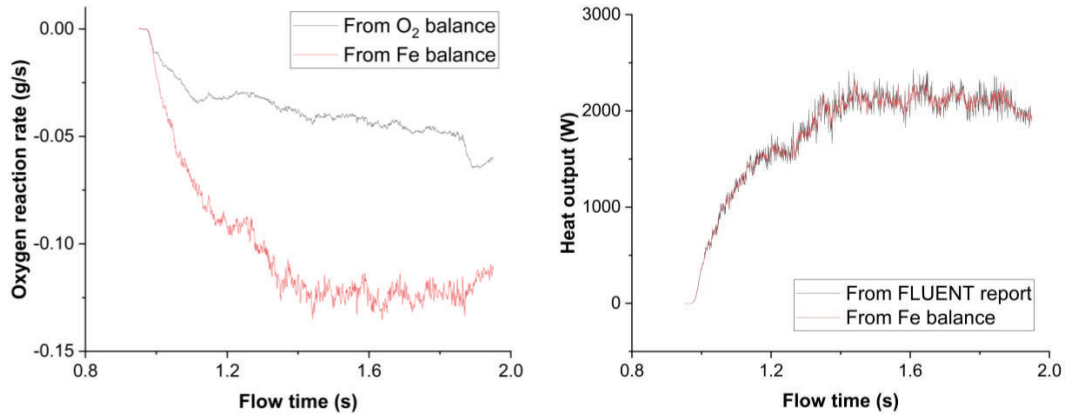 0.00
-0.05
-0.10
-0.15
Oxygen reaction rate (g/s)
From O₂ balance
From Fe balance
0.8
1.2
1.6
2.0
Flow time (s)
3000
2000
1000
0
Heat output (W)
From FLUENT report
From Fe balance
0.8
1.2
1.6
2.0
Flow time (s)